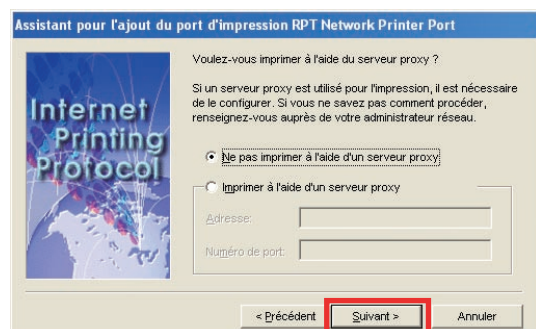 Assistant pour l'ajout du port d'impression RPT Network Printer Port
Internet
Printing
Protocol
Voulez-vous imprimer à l'aide du serveur proxy ?
Si un serveur proxy est utilisé pour l'impression, il est nécessaire
de le configurer. Si vous ne savez pas comment procéder,
renseignez-vous auprès de votre administrateur réseau.
Ne pas imprimer à l'aide d'un serveur proxy
Imprimer à l'aide d'un serveur proxy
Adresse:
Numéro de port:
< Précédent
Suivant >
Annuler